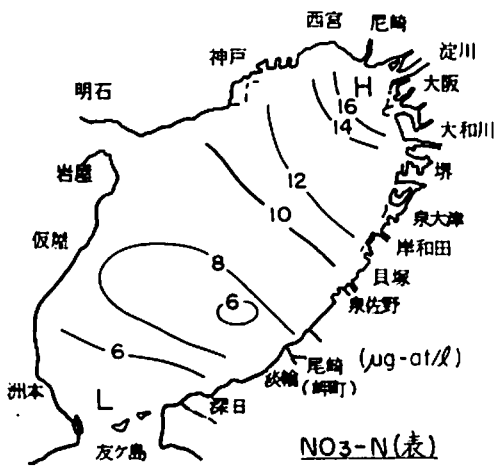 西宮
尼崎
淀川
神戸
H
大阪
明石
16
14
大和川
岩屋
堺
12
10
泉大津
仮屋
岸和田
8
貝塚
6
泉佐野
6
尾崎 (μg-at/l)
淡輪
(岬町)
洲本
L
深日
友ケ島
NO3-N(表)